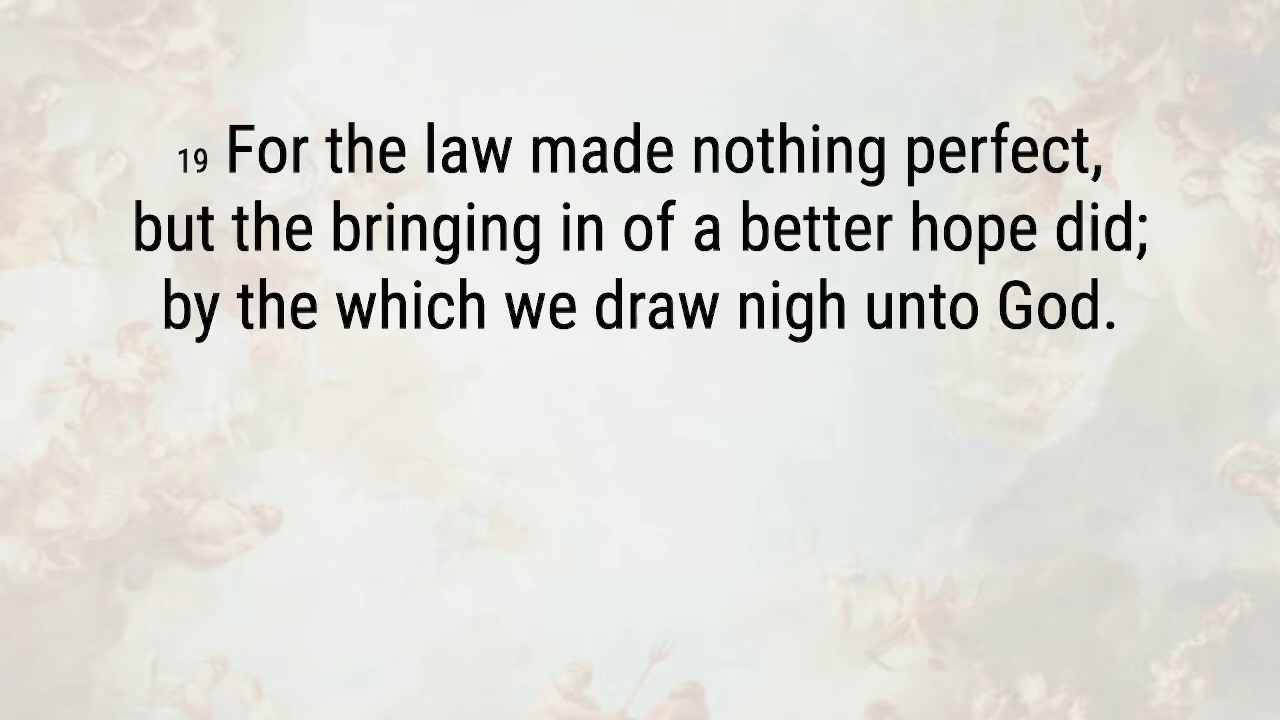 19 For the law made nothing perfect,
but the bringing in of a better hope did;
by the which we draw nigh unto God.